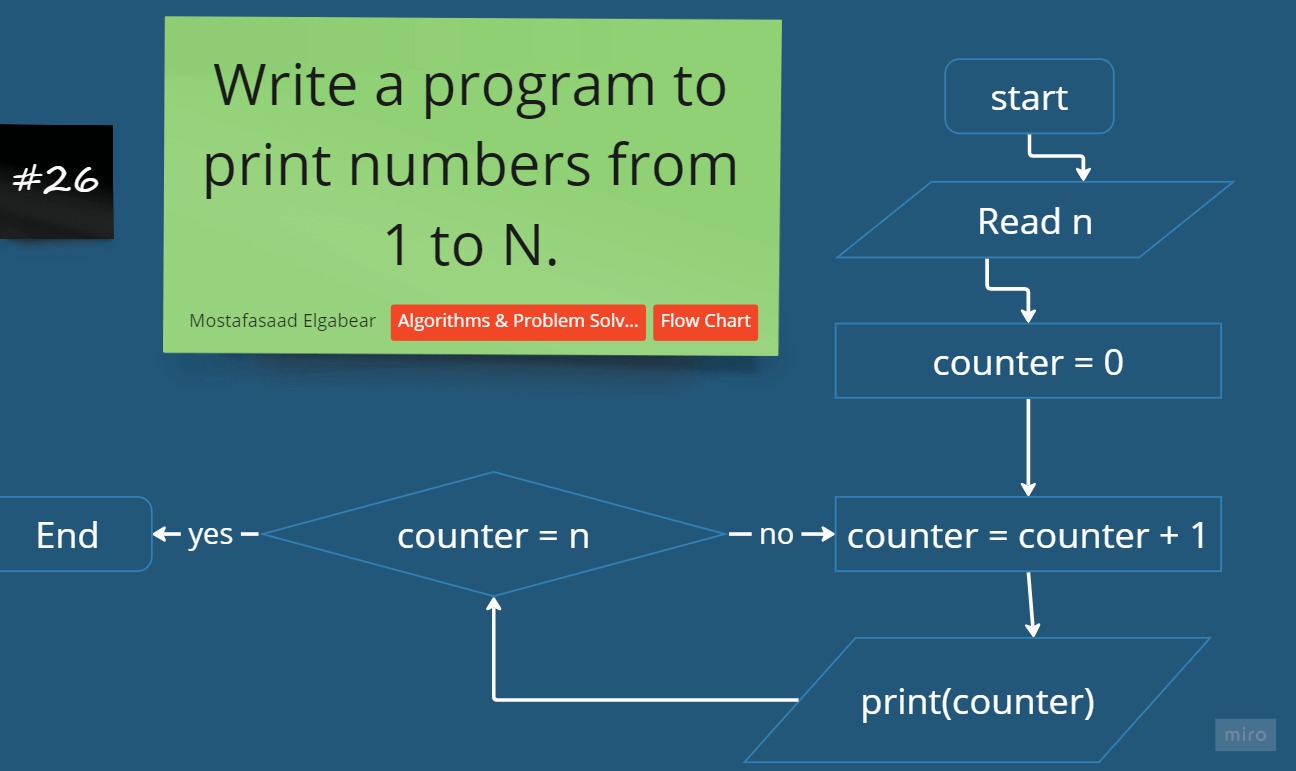 #26
Write a program to
print numbers from
1 to N.
Mostafasaad Elgabear
Algorithms & Problem Solv...
Flow Chart
start
Read n
counter = 0
counter = counter + 1
print(counter)
counter = n
no
yes
End
miro